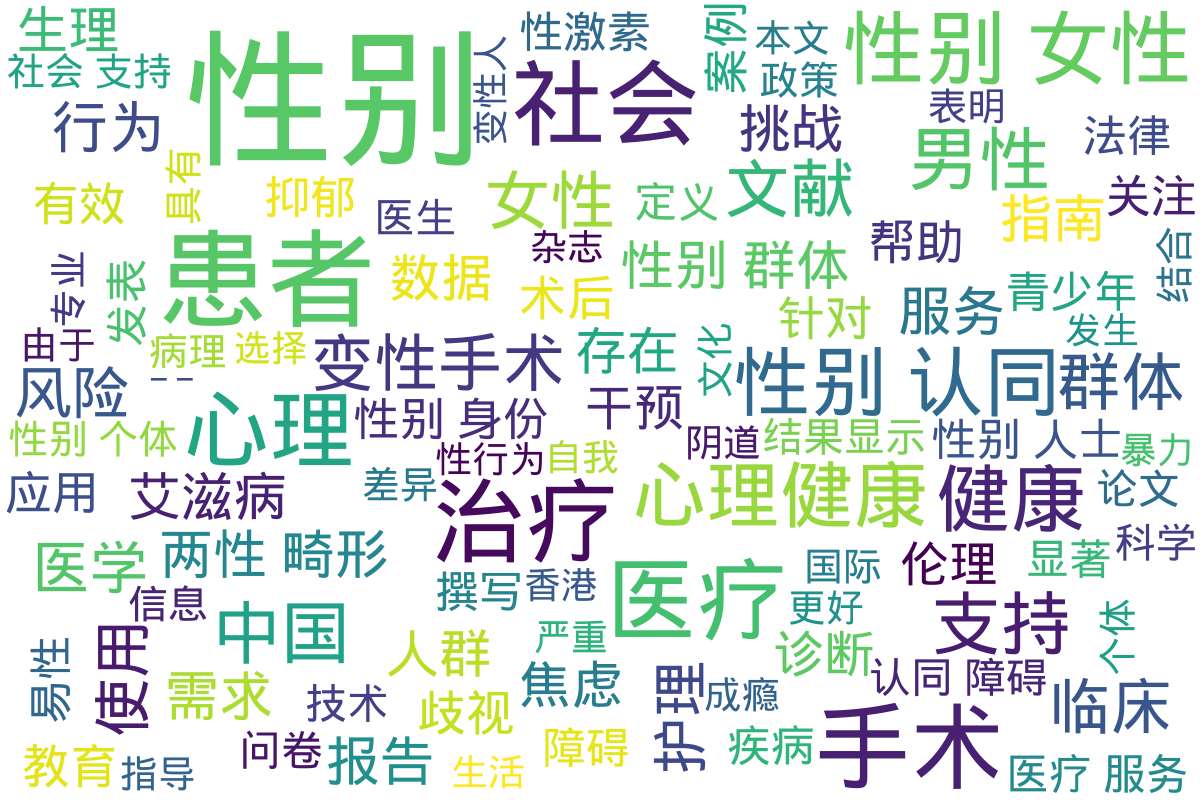 生理
性别
变性人
性激素
案例
本文
性别 女性
社会 支持
社会
政策
表明
行为
挑战
男性
法律
具有
有效
抑郁
医生
女性
定义
文献
指南
关注
患者
杂志
性别 群体
帮助
结合
专业
发表
数据
术后
针对
服务
青少年
由于
病理
选择
变性手术
存在
文化
性别 认同
群体
发生
风险
--
心理
性别 身份
干预
性别 个体
性行为
自我
阴道
结果显示
性别 人士
暴力
应用
艾滋病
差异
治疗
心理健康
健康
论文
医学
两性 畸形
撰写
香港
医疗
国际
伦理
显著
科学
信息
中国
严重
更好
支持
个体
易性
使用
人群
诊断
需求
技术
歧视
焦虑
护理
成瘾
认同 障碍
临床
教育
指导
问卷
报告
生活
障碍
疾病
手术
医疗 服务